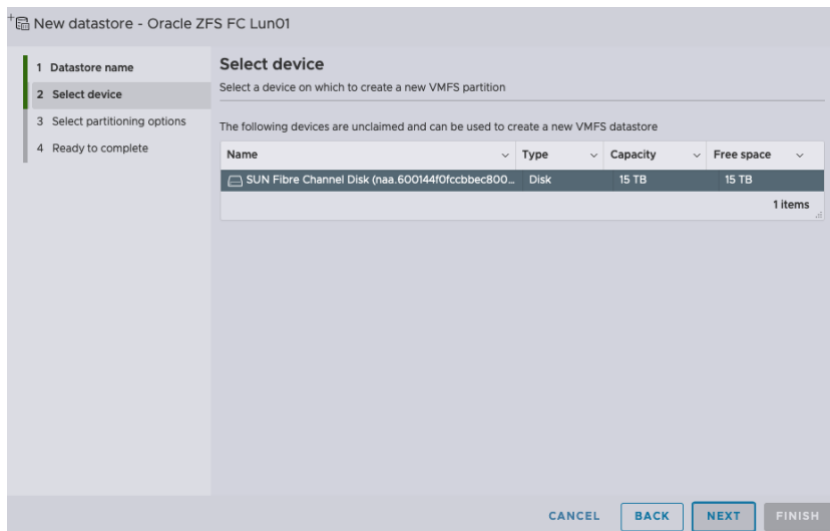 New datastore - Oracle ZFS FC Lun01
1 Datastore name
2 Select device
3 Select partitioning options
4 Ready to complete
Select device
Select a device on which to create a new VMFS partition
The following devices are unclaimed and can be used to create a new VMFS datastore
Name Type Capacity Free space
SUN Fibre Channel Disk (naa.600144f0fccbbec800... Disk 15 TB 15 TB
1 items
CANCEL BACK NEXT FINISH